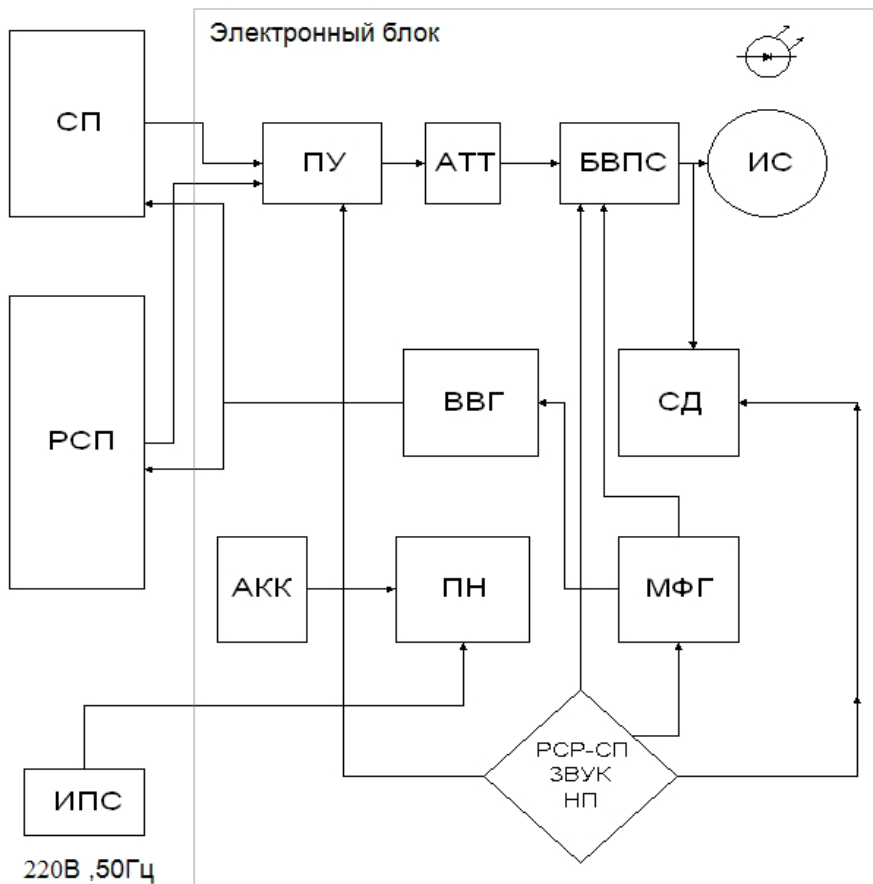 Электронный блок
СП
ПУ
АТТ
БВПС
ИС
РСП
ВВГ
СД
АКК
ПН
МФГ
РСР-СП
ЗВУК
НП
ИПС
220В ,50Гц